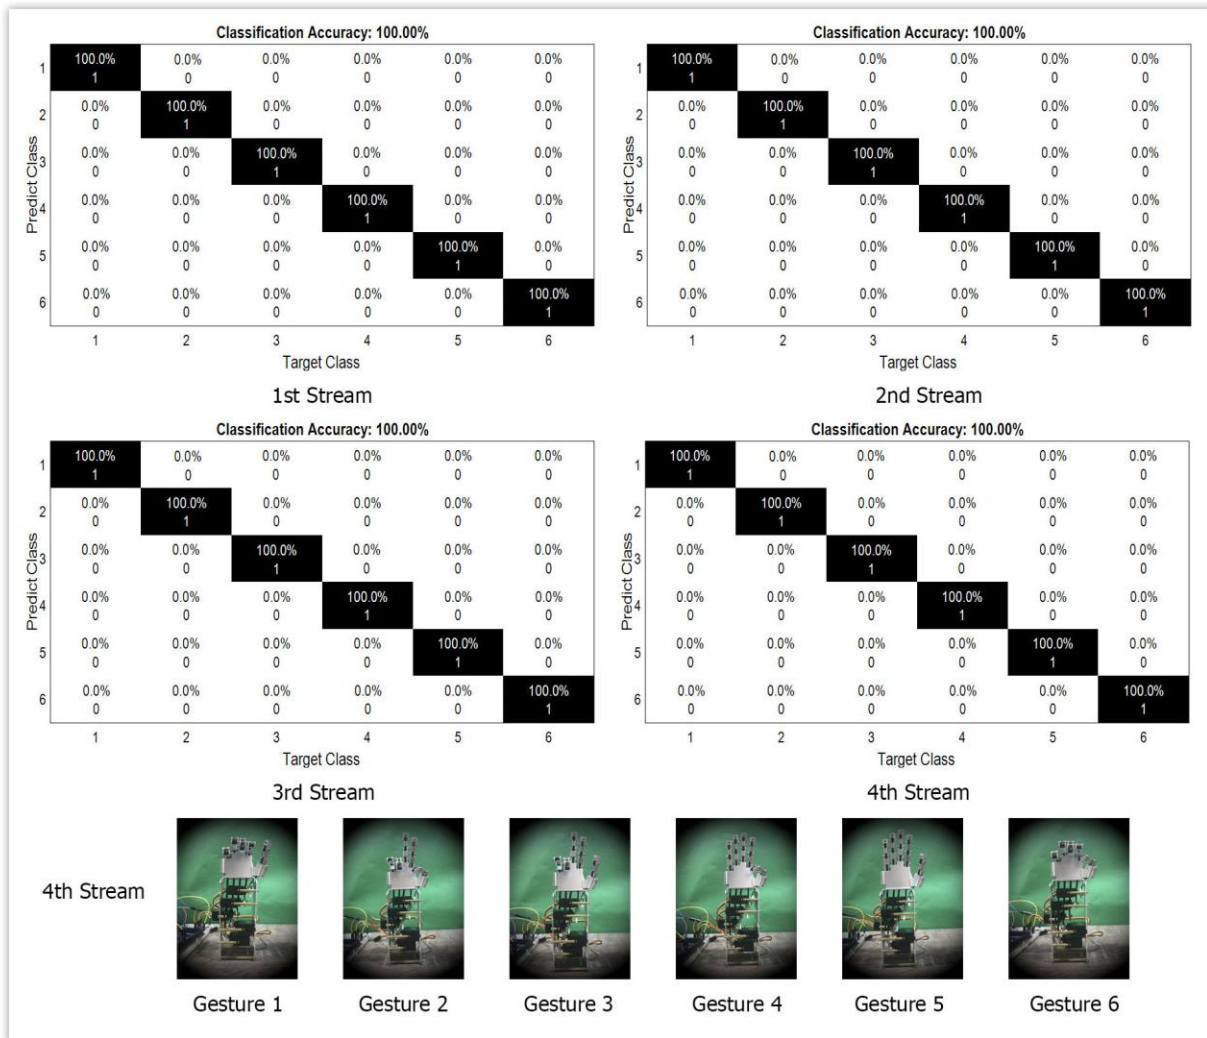 Classification Accuracy: 100.00%
Predict Class
1 100.0% 0.0% 0.0% 0.0% 0.0% 0.0%
1 0 0 0 0 0
2 0.0% 100.0% 0.0% 0.0% 0.0% 0.0%
0 1 0 0 0 0
3 0.0% 0.0% 100.0% 0.0% 0.0% 0.0%
0 0 1 0 0 0
4 0.0% 0.0% 0.0% 100.0% 0.0% 0.0%
0 0 0 1 0 0
5 0.0% 0.0% 0.0% 0.0% 100.0% 0.0%
0 0 0 0 1 0
6 0.0% 0.0% 0.0% 0.0% 0.0% 100.0%
0 0 0 0 0 1
1 2 3 4 5 6
Target Class
1st Stream
Classification Accuracy: 100.00%
Predict Class
1 100.0% 0.0% 0.0% 0.0% 0.0% 0.0%
1 0 0 0 0 0
2 0.0% 100.0% 0.0% 0.0% 0.0% 0.0%
0 1 0 0 0 0
3 0.0% 0.0% 100.0% 0.0% 0.0% 0.0%
0 0 1 0 0 0
4 0.0% 0.0% 0.0% 100.0% 0.0% 0.0%
0 0 0 1 0 0
5 0.0% 0.0% 0.0% 0.0% 100.0% 0.0%
0 0 0 0 1 0
6 0.0% 0.0% 0.0% 0.0% 0.0% 100.0%
0 0 0 0 0 1
1 2 3 4 5 6
Target Class
2nd Stream
Classification Accuracy: 100.00%
Predict Class
1 100.0% 0.0% 0.0% 0.0% 0.0% 0.0%
1 0 0 0 0 0
2 0.0% 100.0% 0.0% 0.0% 0.0% 0.0%
0 1 0 0 0 0
3 0.0% 0.0% 100.0% 0.0% 0.0% 0.0%
0 0 1 0 0 0
4 0.0% 0.0% 0.0% 100.0% 0.0% 0.0%
0 0 0 1 0 0
5 0.0% 0.0% 0.0% 0.0% 100.0% 0.0%
0 0 0 0 1 0
6 0.0% 0.0% 0.0% 0.0% 0.0% 100.0%
0 0 0 0 0 1
1 2 3 4 5 6
Target Class
3rd Stream
Classification Accuracy: 100.00%
Predict Class
1 100.0% 0.0% 0.0% 0.0% 0.0% 0.0%
1 0 0 0 0 0
2 0.0% 100.0% 0.0% 0.0% 0.0% 0.0%
0 1 0 0 0 0
3 0.0% 0.0% 100.0% 0.0% 0.0% 0.0%
0 0 1 0 0 0
4 0.0% 0.0% 0.0% 100.0% 0.0% 0.0%
0 0 0 1 0 0
5 0.0% 0.0% 0.0% 0.0% 100.0% 0.0%
0 0 0 0 1 0
6 0.0% 0.0% 0.0% 0.0% 0.0% 100.0%
0 0 0 0 0 1
1 2 3 4 5 6
Target Class
4th Stream
4th Stream
Gesture 1 Gesture 2 Gesture 3 Gesture 4 Gesture 5 Gesture 6